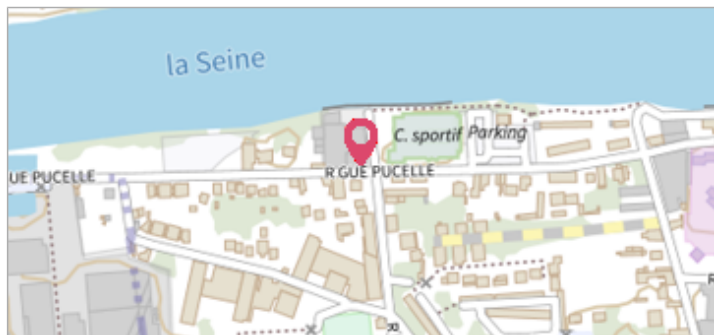 la Seine
C. sportif Parking
R GUE PUCELLE
UE PUCELLE
R
R